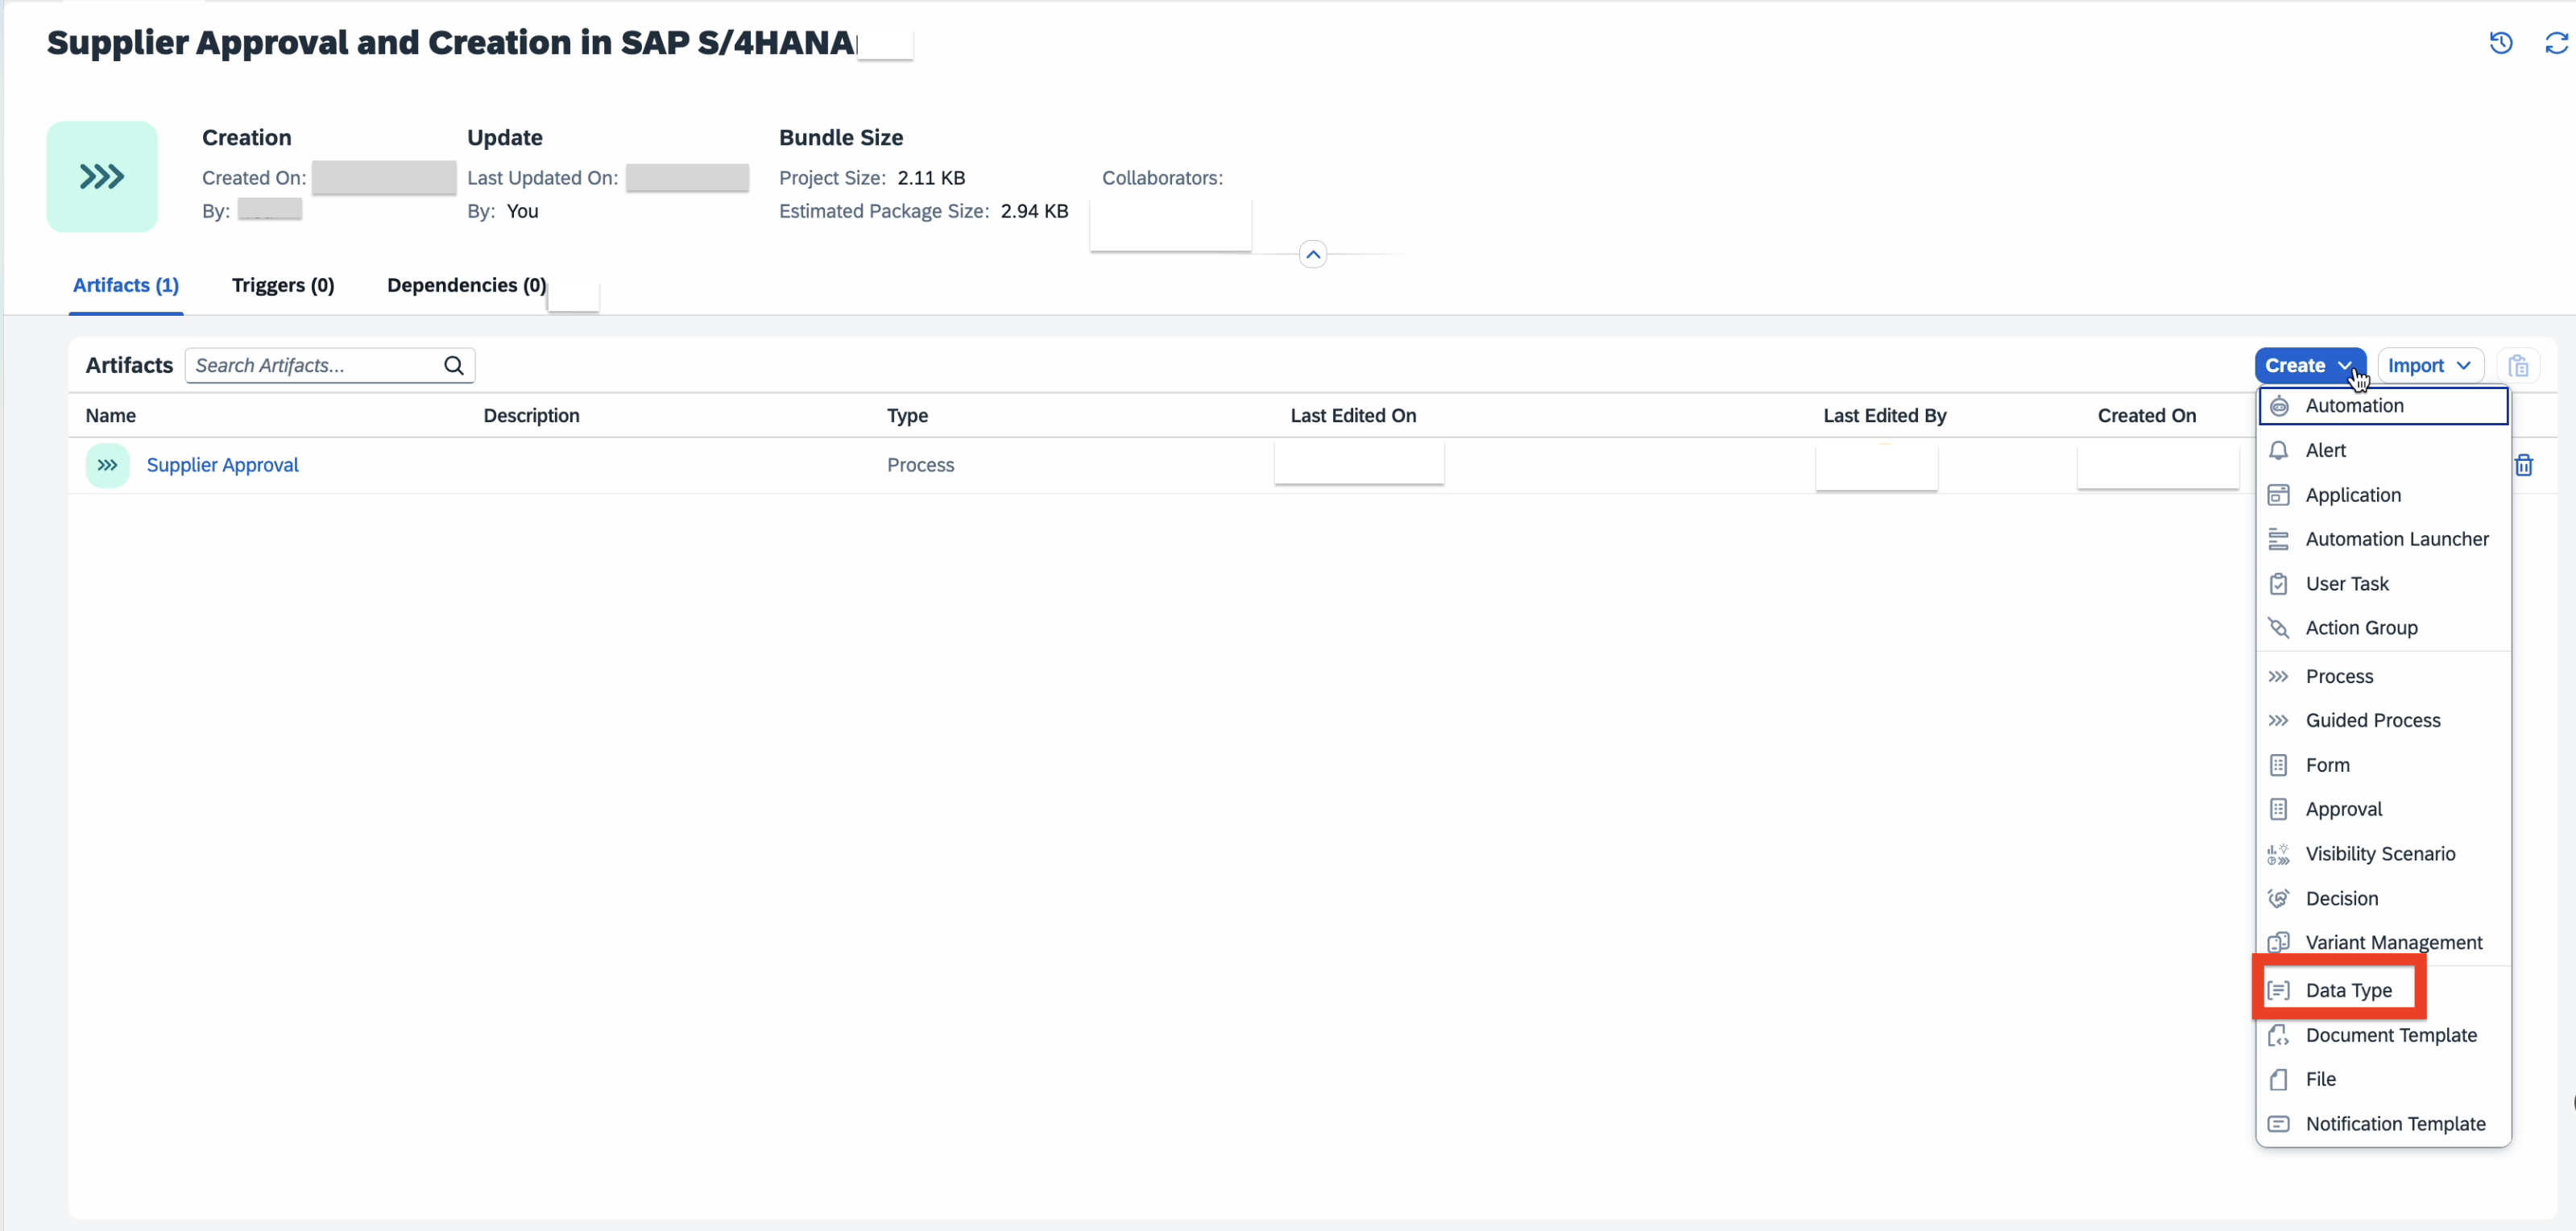 Supplier Approval and Creation in SAP S/4HANA
Creation
Update
Bundle Size
Created On:
Last Updated On:
Project Size: 2.11 KB
Collaborators:
By:
By: You
Estimated Package Size: 2.94 KB
Artifacts (1)
Triggers (0)
Dependencies (0)
Artifacts
Search Artifacts...
Create
Import
Name
Description
Type
Last Edited On
Last Edited By
Created On
Supplier Approval
Process
Automation
Alert
Application
Automation Launcher
User Task
Action Group
Process
Guided Process
Form
Approval
Visibility Scenario
Decision
Variant Management
Data Type
Document Template
File
Notification Template